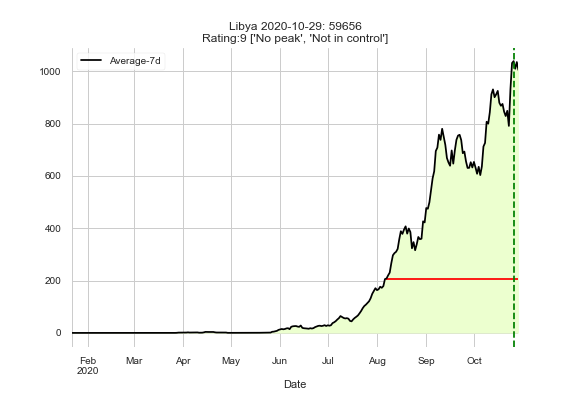 Libya 2020-10-29: 59656
Rating:9 ['No peak', 'Not in control']
Average-7d
1000
800
600
400
200
0
Feb Mar Apr May Jun Jul Aug Sep Oct
2020
Date